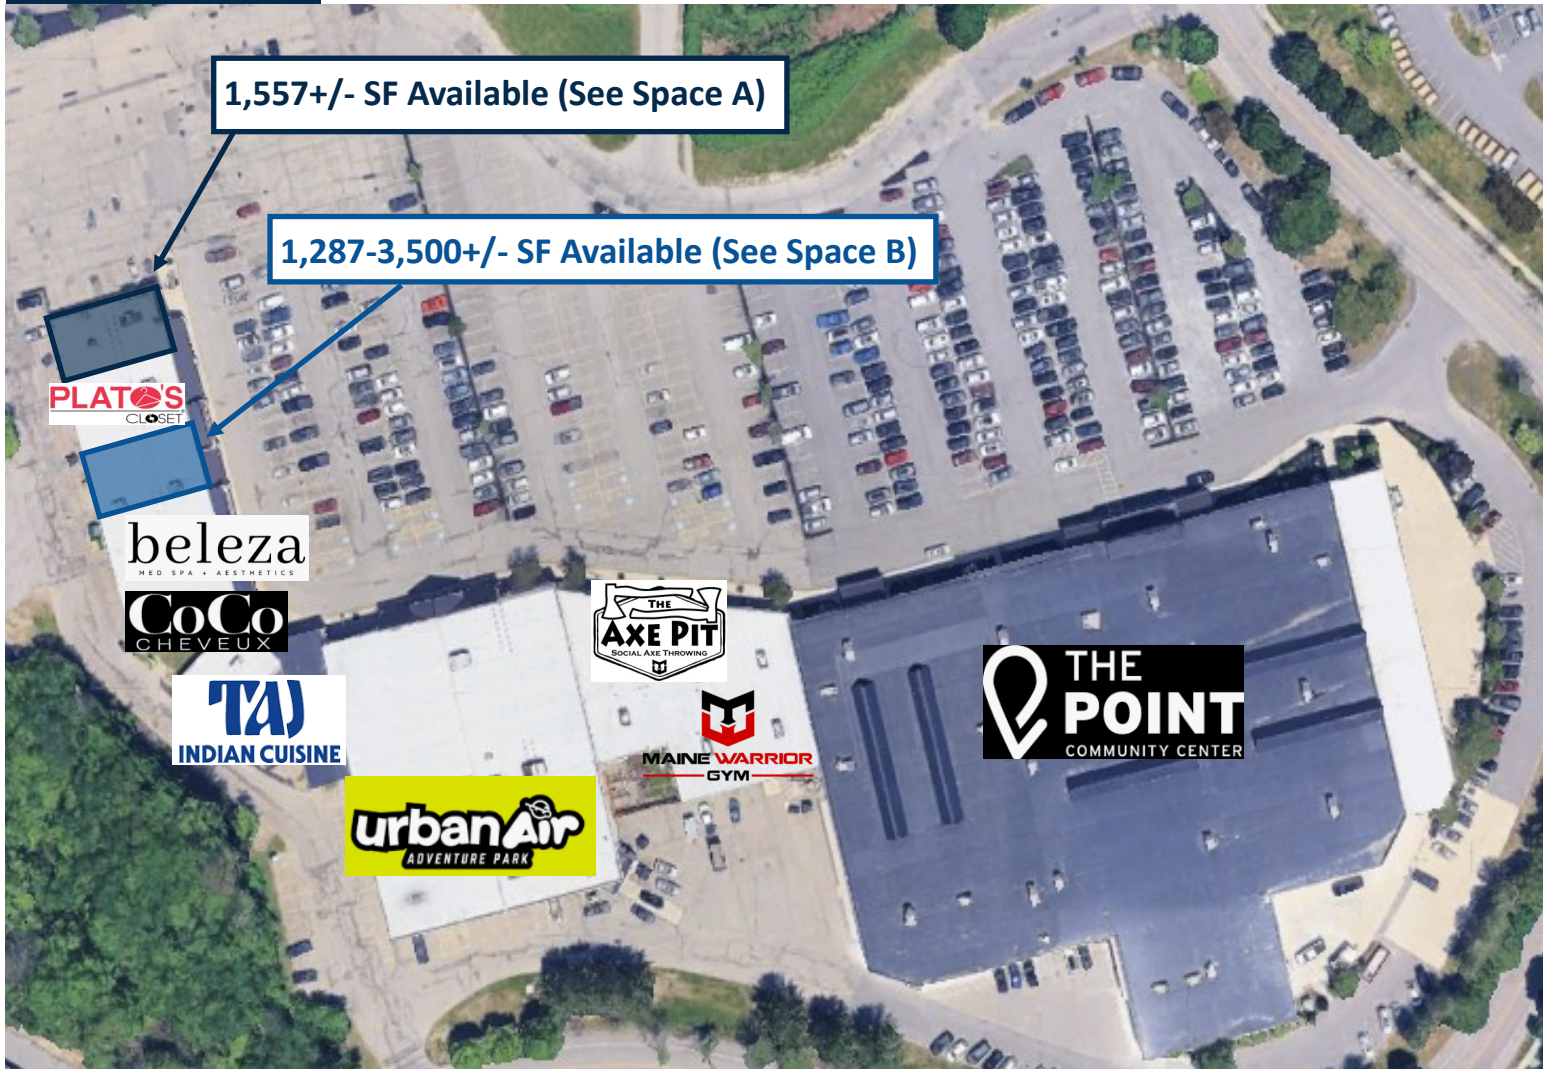 1,557+/- SF Available (See Space A)
1,287-3,500+/- SF Available (See Space B)
PLATO'S
CLOSET
beleza
MED SPA + AESTHETICS
CoCo
CHEVEUX
TAJ
INDIAN CUISINE
urbanAir
ADVENTURE PARK
THE
AXE PIT
SOCIAL AXE THROWING
MAINE WARRIOR
GYM
THE
POINT
COMMUNITY CENTER